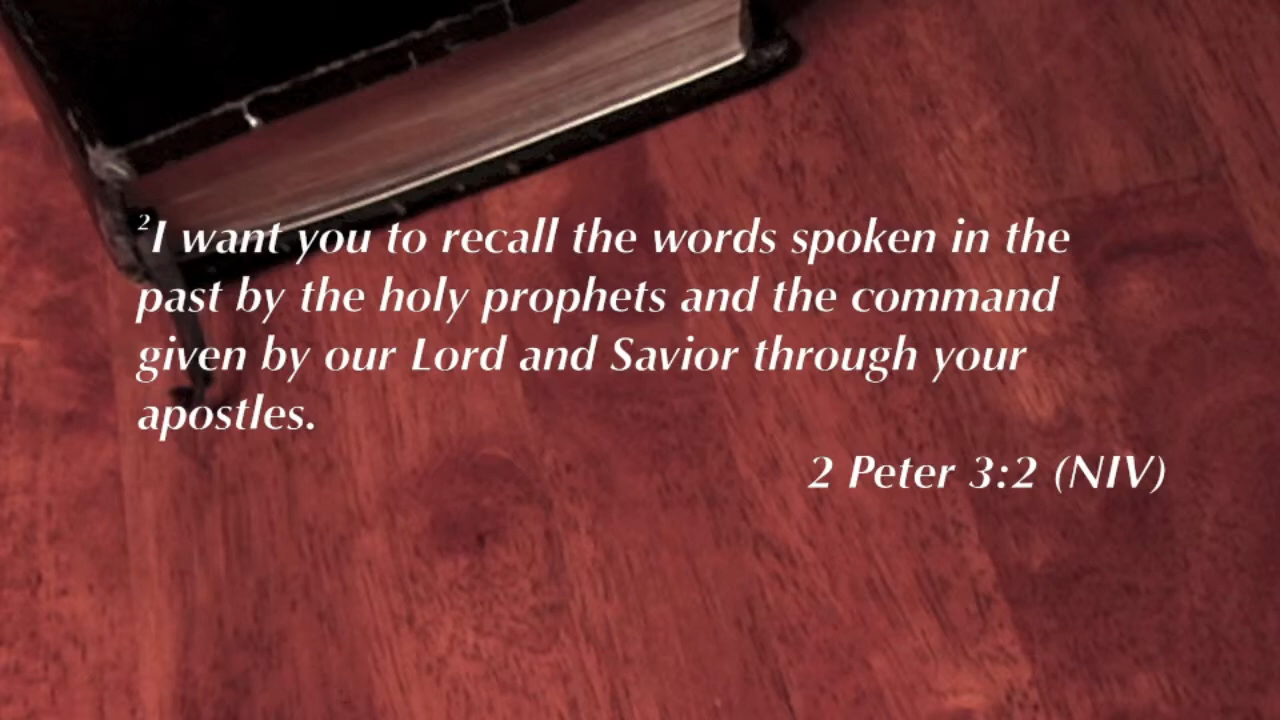 ²I want you to recall the words spoken in the
past by the holy prophets and the command
given by our Lord and Savior through your
apostles.
2 Peter 3:2 (NIV)